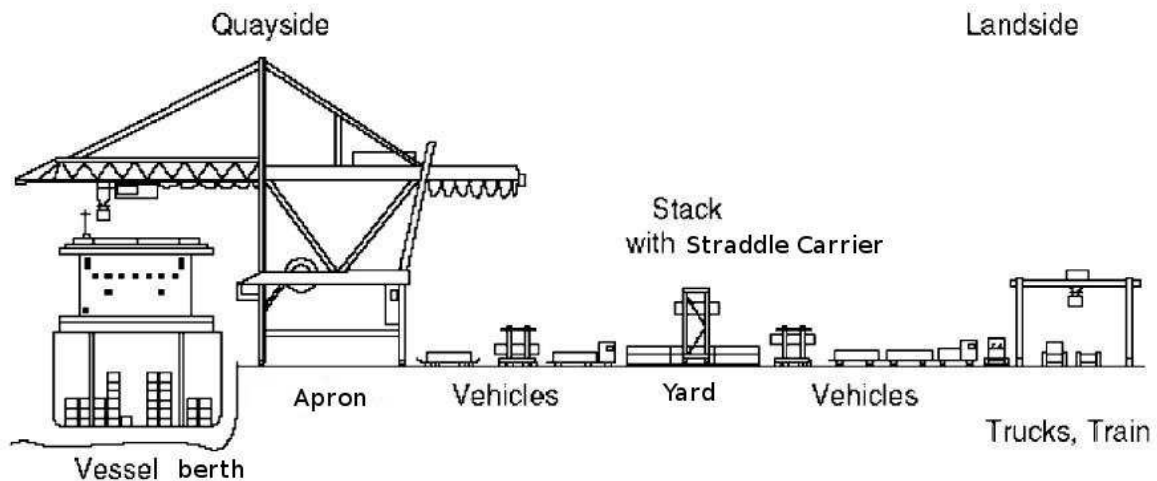 Quayside
Landside
Stack
with Straddle Carrier
Apron
Vehicles
Yard
Vehicles
Trucks, Train
Vessel berth